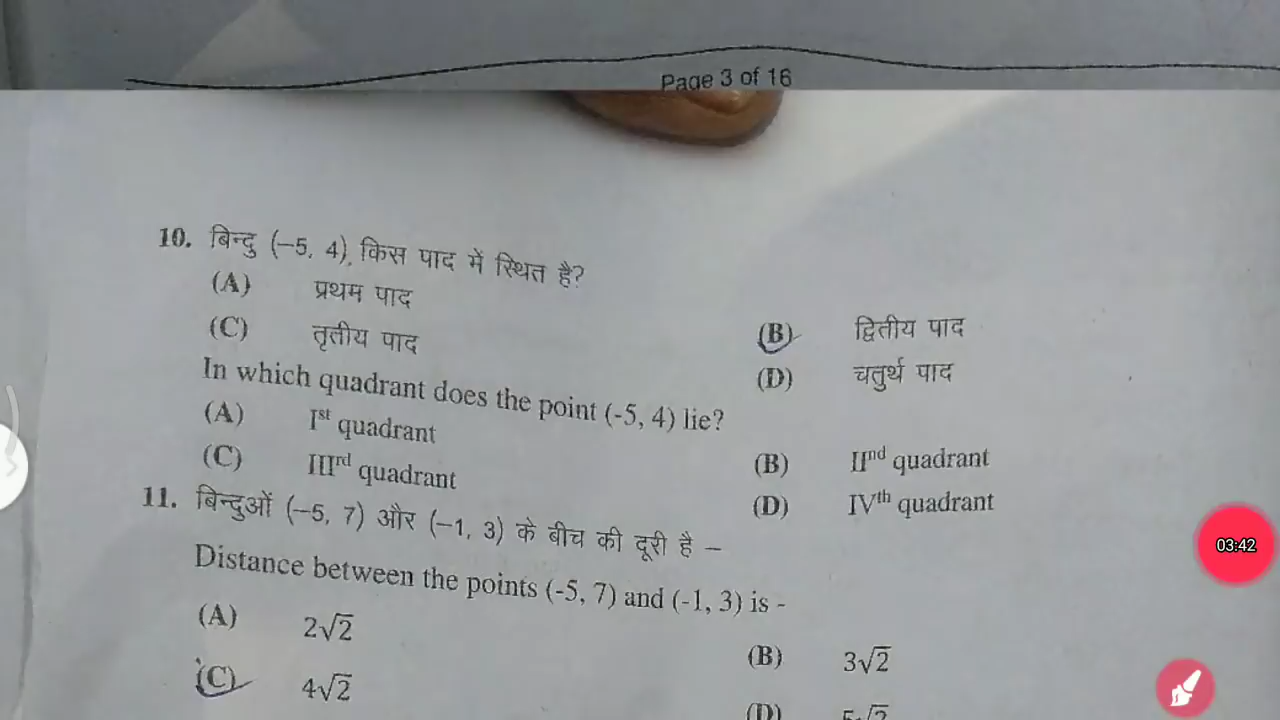 Page 3 of 16
10. बिन्दु (–5, 4), किस पाद में स्थित है?
(A) प्रथम पाद
(B) द्वितीय पाद
(C) तृतीय पाद
(D) चतुर्थ पाद
In which quadrant does the point (-5, 4) lie?
(A) Ist quadrant
(B) IInd quadrant
(C) IIIrd quadrant
(D) IVth quadrant
11. बिन्दुओं (–5, 7) और (–1, 3) के बीच की दूरी है –
Distance between the points (-5, 7) and (-1, 3) is -
(A) 2√2
(B) 3√2
(C) 4√2
(D) 5√2
03:42